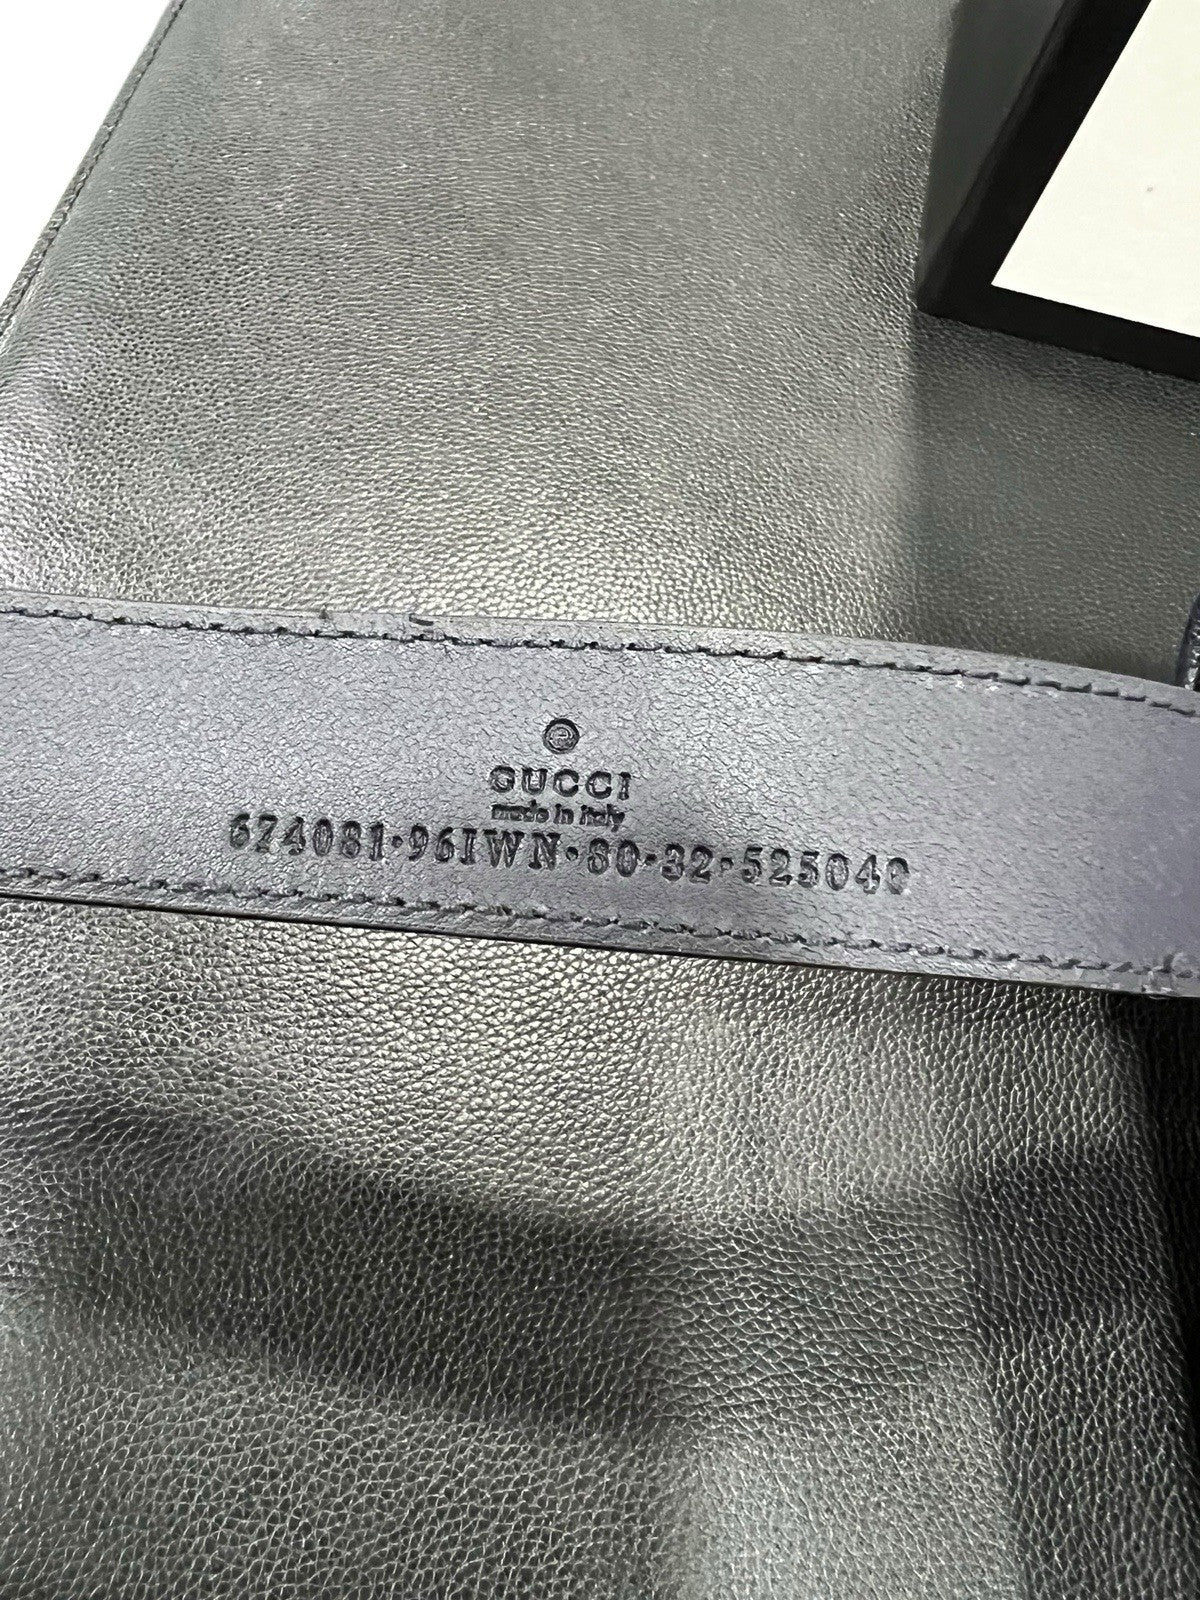 e
GUCCI
made in italy
674081·96IWN·80·32·525040